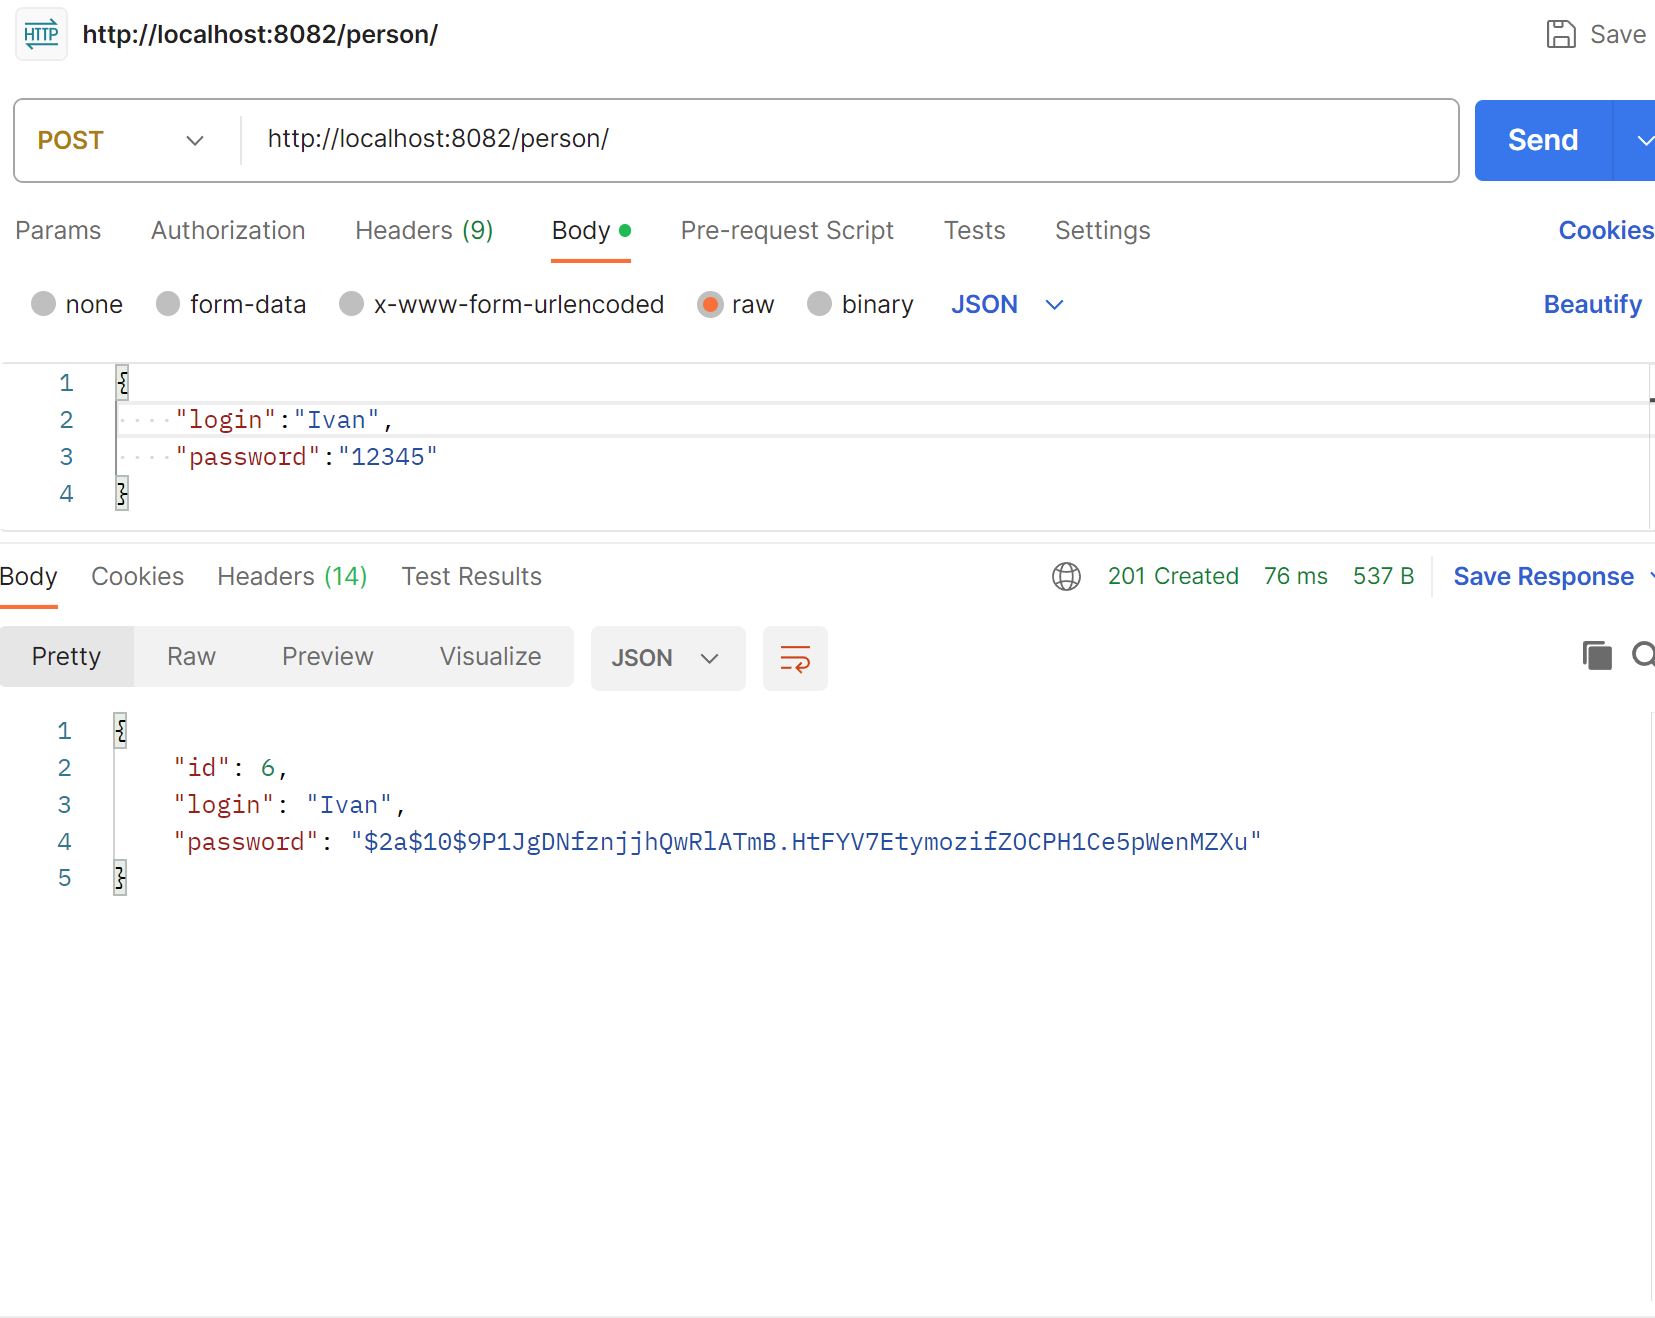 HTTP http://localhost:8082/person/ Save
POST http://localhost:8082/person/ Send
Params Authorization Headers (9) Body Pre-request Script Tests Settings Cookies
none form-data x-www-form-urlencoded raw binary JSON Beautify
1 {
2 ····"login":"Ivan",
3 ····"password":"12345"
4 }
Body Cookies Headers (14) Test Results 201 Created 76 ms 537 B Save Response
Pretty Raw Preview Visualize JSON
1 {
2 "id": 6,
3 "login": "Ivan",
4 "password": "$2a$10$9P1JgDNfznjjhQwRlATmB.HtFYV7EtymozifZOCPH1Ce5pWenMZXu"
5 }